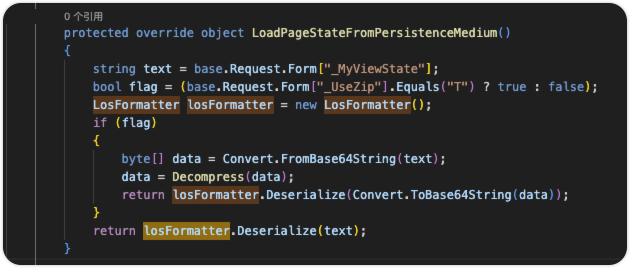 0 个引用
protected override object LoadPageStateFromPersistenceMedium()
{
string text = base.Request.Form["_MyViewState"];
bool flag = (base.Request.Form["_UseZip"].Equals("T") ? true : false);
LosFormatter losFormatter = new LosFormatter();
if (flag)
{
byte[] data = Convert.FromBase64String(text);
data = Decompress(data);
return losFormatter.Deserialize(Convert.ToBase64String(data));
}
return losFormatter.Deserialize(text);
}